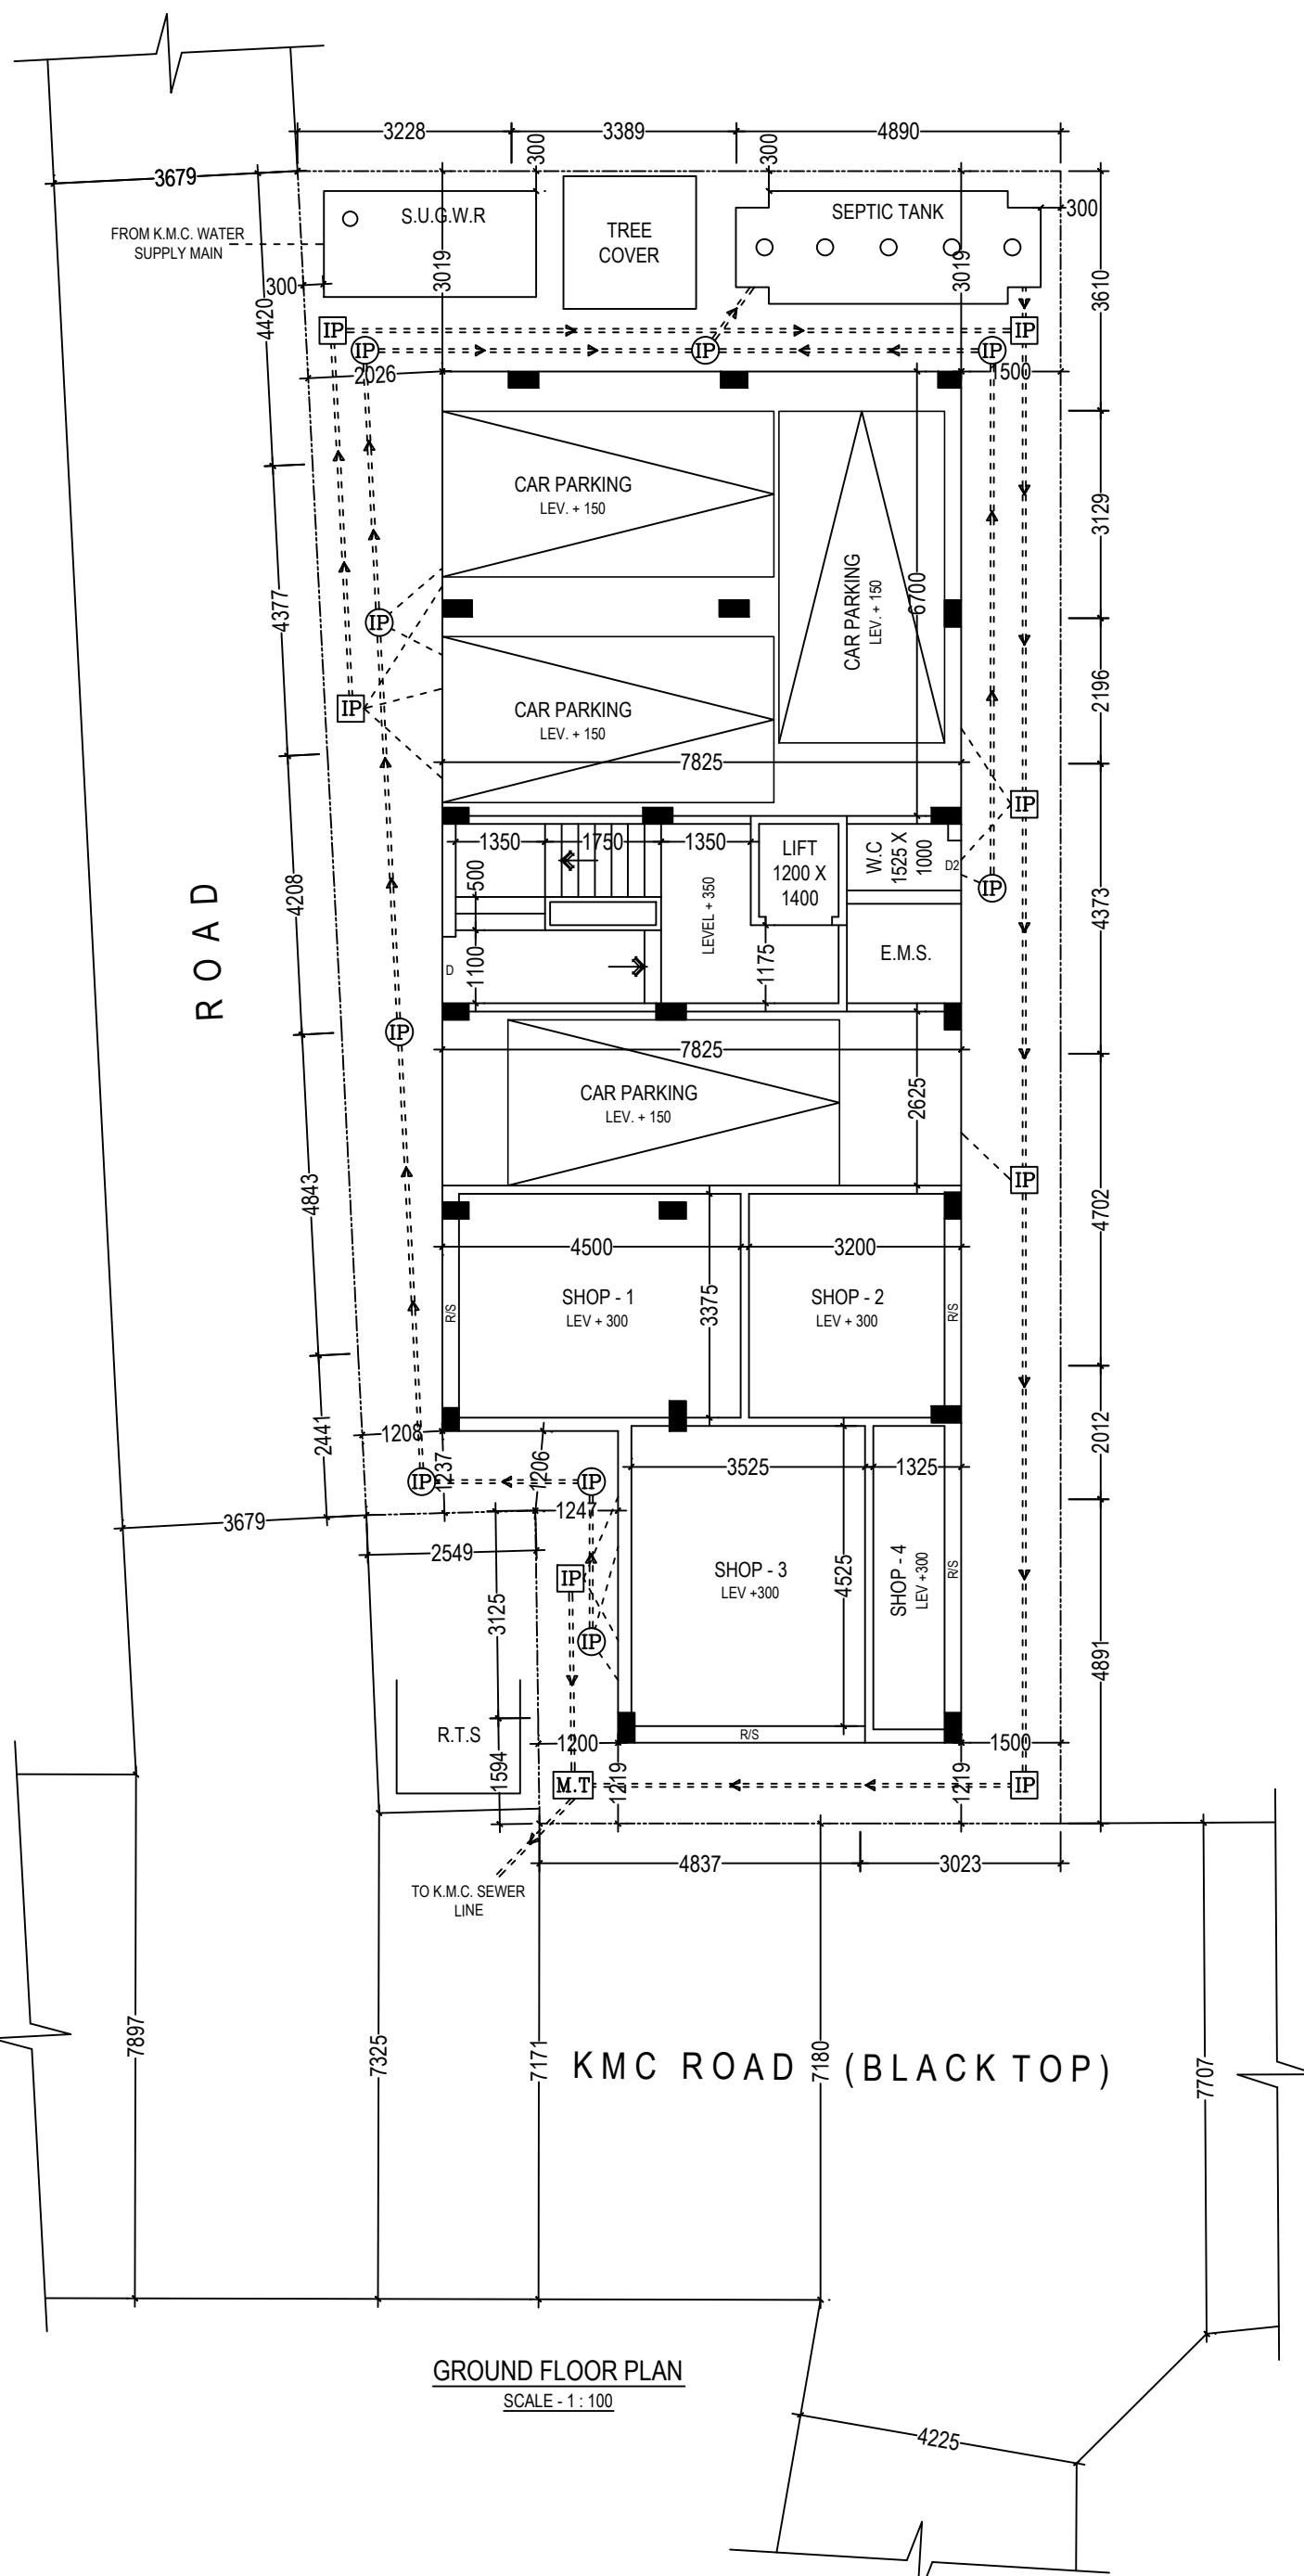 3228
3389
4890
300
300
3679
S.U.G.W.R
TREE
COVER
SEPTIC TANK
300
FROM K.M.C. WATER
SUPPLY MAIN
300
3019
3019
3610
4420
IP
IP
IP
IP
IP
2026
1500
CAR PARKING
LEV. + 150
3129
CAR PARKING
LEV. + 150
6700
4377
IP
2196
IP
CAR PARKING
LEV. + 150
7825
IP
1350
1750
1350
LIFT
1200 X
1400
W.C
1525 X
1000
D2
IP
500
LEVEL + 350
4208
4373
ROAD
E.M.S.
D
1100
1175
IP
7825
CAR PARKING
LEV. + 150
2625
IP
4843
4702
4500
3200
SHOP - 1
LEV + 300
3375
SHOP - 2
LEV + 300
R/S
R/S
2441
1208
1237
1206
2012
3525
1325
IP
IP
1247
3679
2549
IP
3125
SHOP - 3
LEV +300
4525
SHOP - 4
LEV +300
R/S
IP
4891
R.T.S
R/S
1200
1500
1594
M.T
1219
1219
IP
4837
3023
TO K.M.C. SEWER
LINE
7897
7325
7171
KMC ROAD (BLACK TOP)
7180
7707
GROUND FLOOR PLAN
SCALE - 1 : 100
4225